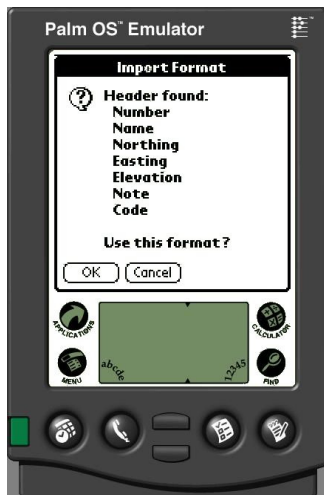 Palm OS™ Emulator
Import Format
Header found:
Number
Name
Northing
Easting
Elevation
Note
Code
Use this format?
OK
Cancel
APPLICATIONS
CALCULATOR
MENU
abcde
12345
FIND